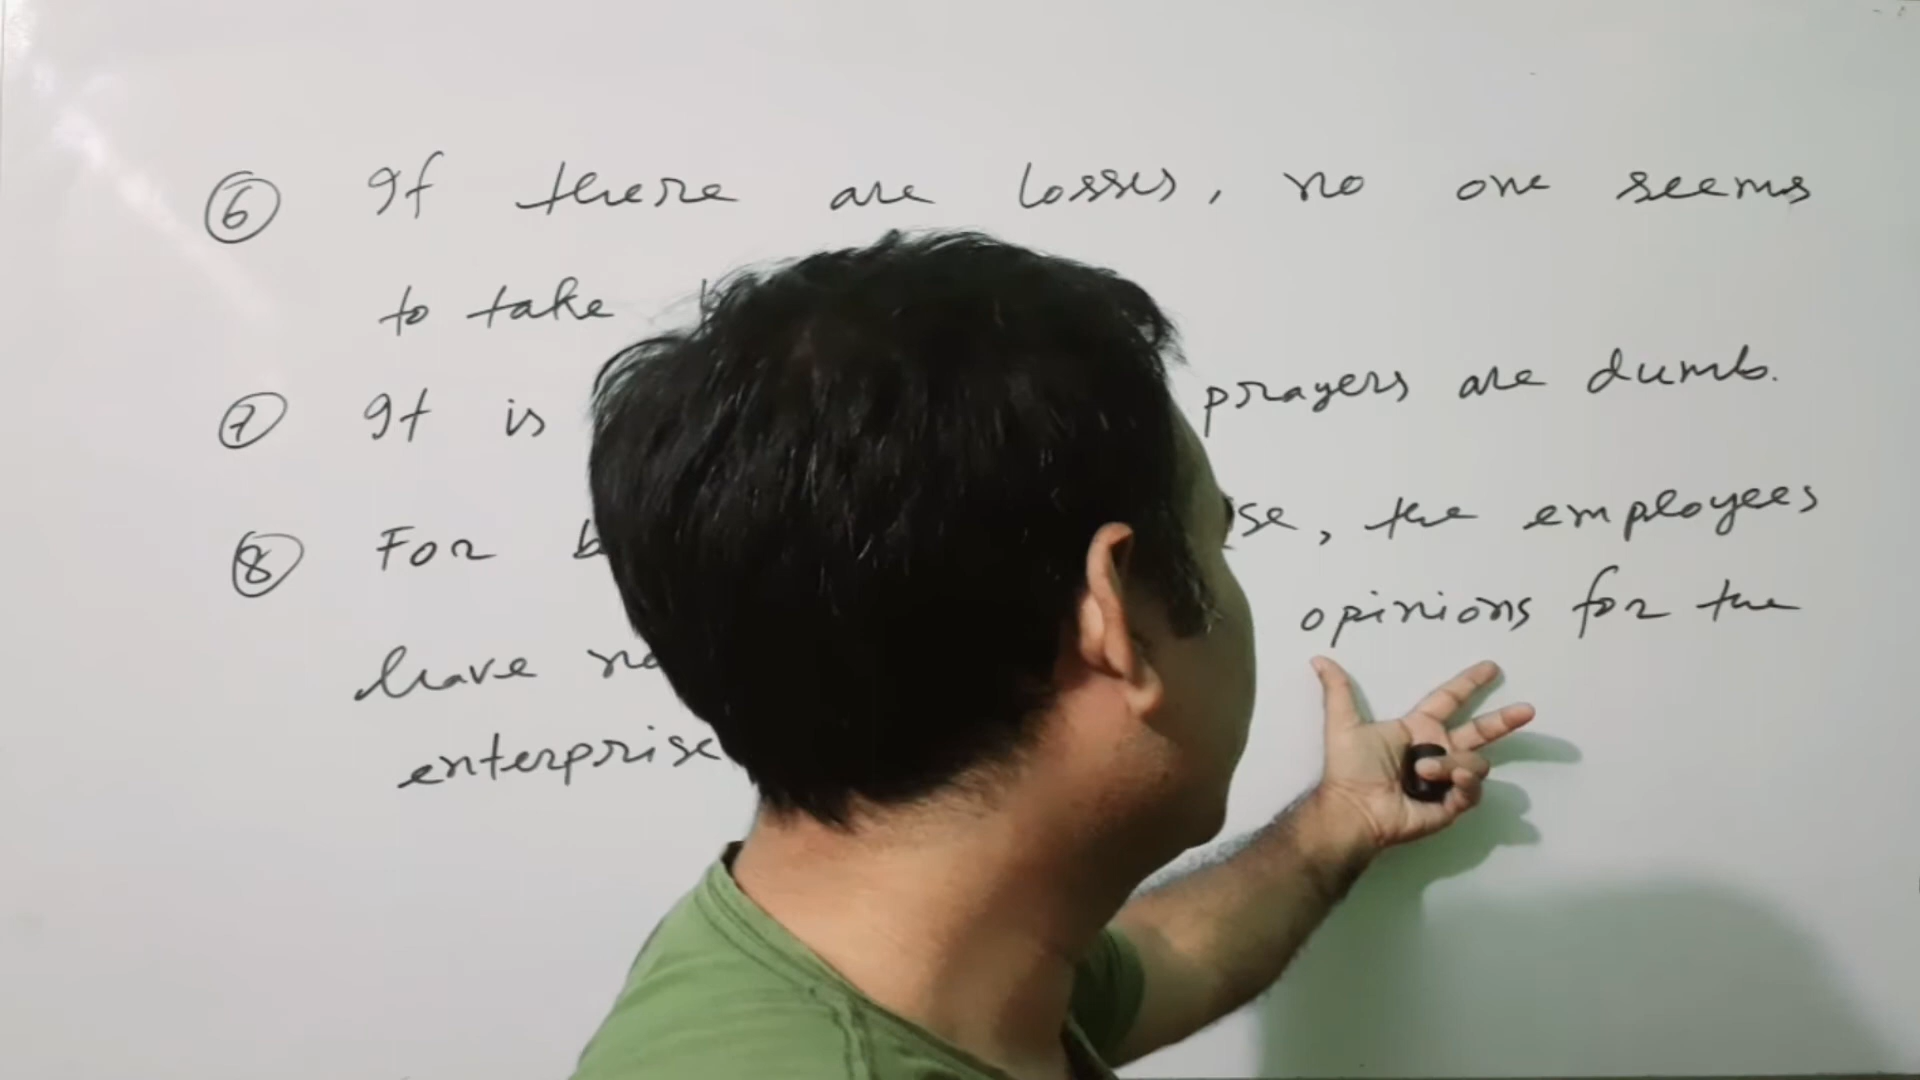 6 If there are losses, no one seems
to take
7 It is prayers are dumb.
8 For the employees
have opinions for the
enterprise